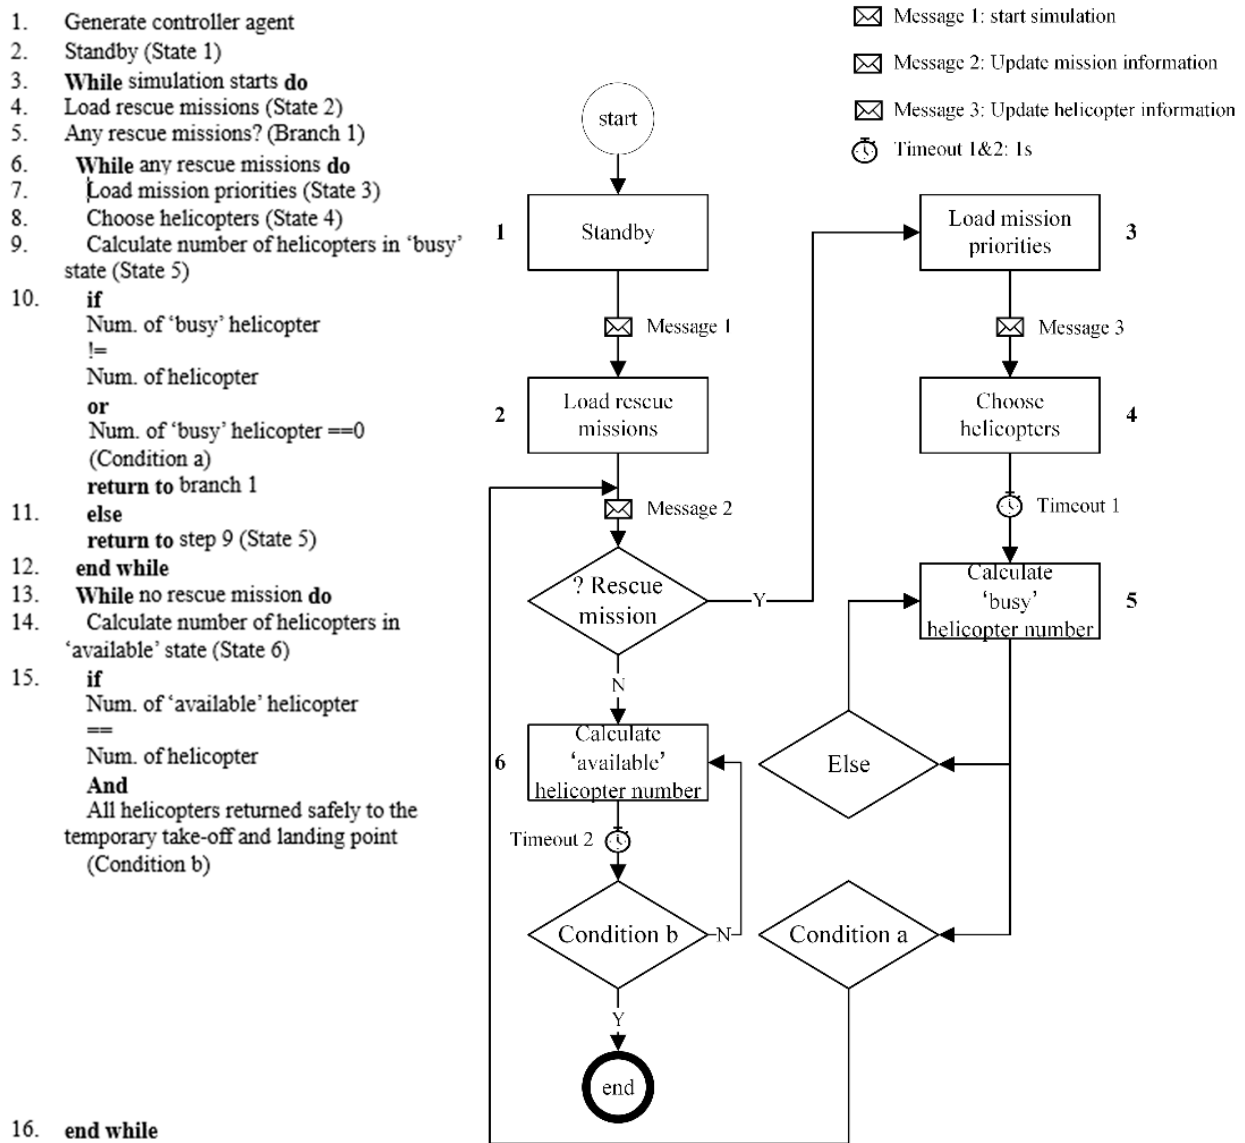 1. Generate controller agent
2. Standby (State 1)
3. While simulation starts do
4. Load rescue missions (State 2)
5. Any rescue missions? (Branch 1)
6. While any rescue missions do
7. Load mission priorities (State 3)
8. Choose helicopters (State 4)
9. Calculate number of helicopters in ‘busy’
state (State 5)
10. if
Num. of ‘busy’ helicopter
!=
Num. of helicopter
or
Num. of ‘busy’ helicopter ==0
(Condition a)
return to branch 1
11. else
return to step 9 (State 5)
12. end while
13. While no rescue mission do
14. Calculate number of helicopters in
‘available’ state (State 6)
15. if
Num. of ‘available’ helicopter
==
Num. of helicopter
And
All helicopters returned safely to the
temporary take-off and landing point
(Condition b)
16. end while
Message 1: start simulation
Message 2: Update mission information
Message 3: Update helicopter information
Timeout 1&2: 1s
start
1
Standby
Message 1
2
Load rescue
missions
Message 2
? Rescue
mission
Y
N
6
Calculate
‘available’
helicopter number
Timeout 2
Condition b
N
Y
end
Load mission
priorities
3
Message 3
Choose
helicopters
4
Timeout 1
Calculate
‘busy’
helicopter number
5
Else
Condition a